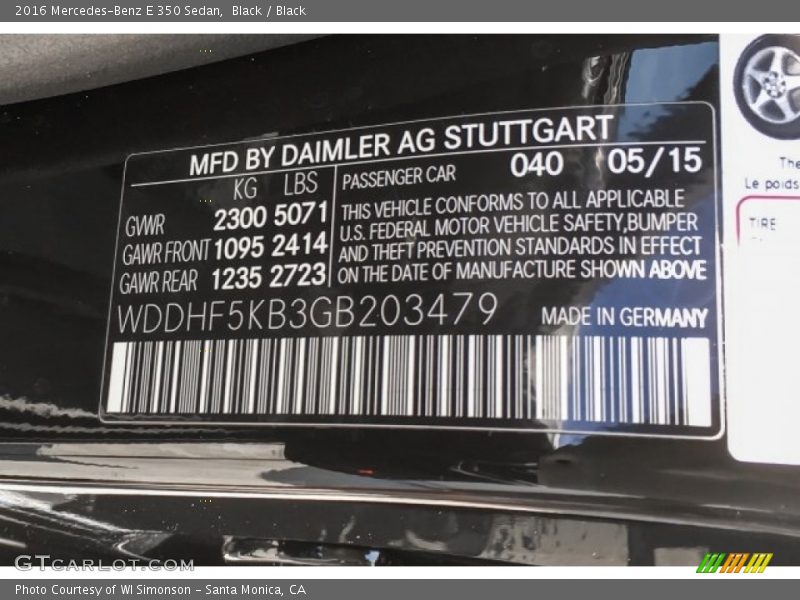 2016 Mercedes-Benz E 350 Sedan, Black / Black
MFD BY DAIMLER AG STUTTGART
KG LBS
GVWR 2300 5071
GAWR FRONT 1095 2414
GAWR REAR 1235 2723
PASSENGER CAR 040 05/15
THIS VEHICLE CONFORMS TO ALL APPLICABLE
U.S. FEDERAL MOTOR VEHICLE SAFETY,BUMPER
AND THEFT PREVENTION STANDARDS IN EFFECT
ON THE DATE OF MANUFACTURE SHOWN ABOVE
WDDHF5KB3GB203479 MADE IN GERMANY
The
Le poids
TIRE
GTcarlot.com
Photo Courtesy of WI Simonson - Santa Monica, CA